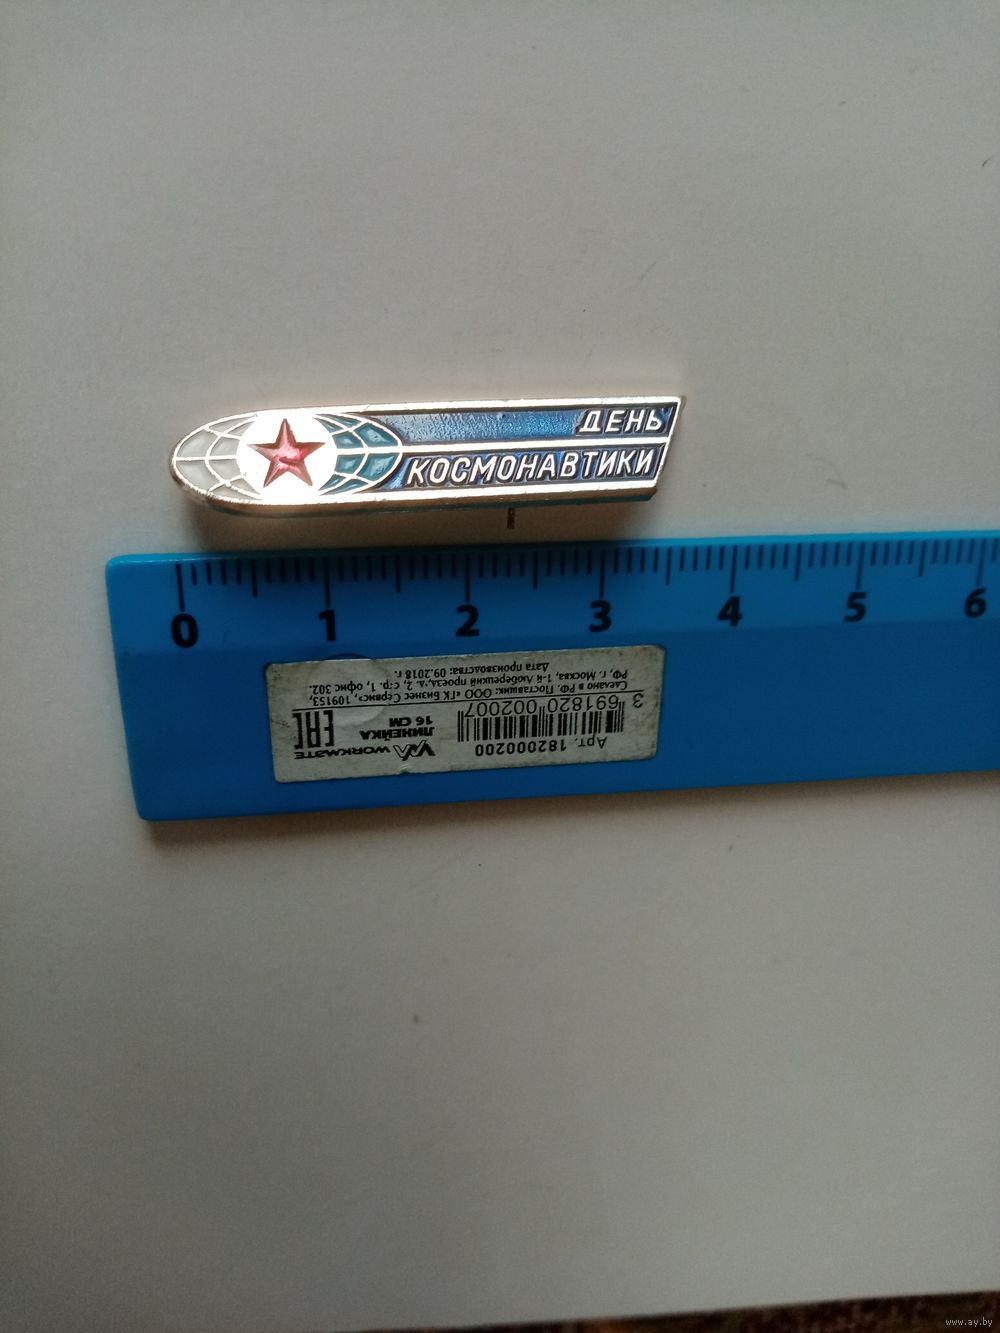 ДЕНЬ
КОСМОНАВТИКИ
0 1 2 3 4 5 6
Арт. 182000200
3 691820 002007
WORKMATE
ЛИНЕЙКА
16 СМ
EAC
Сделано в РФ. Поставщик: ООО «ГК Бизнес Сервис», 109153,
РФ, г. Москва, 1-й Люберецкий проезд, д. 2, стр. 1, офис 302.
Дата производства: 09.2018 г.
www.ay.by